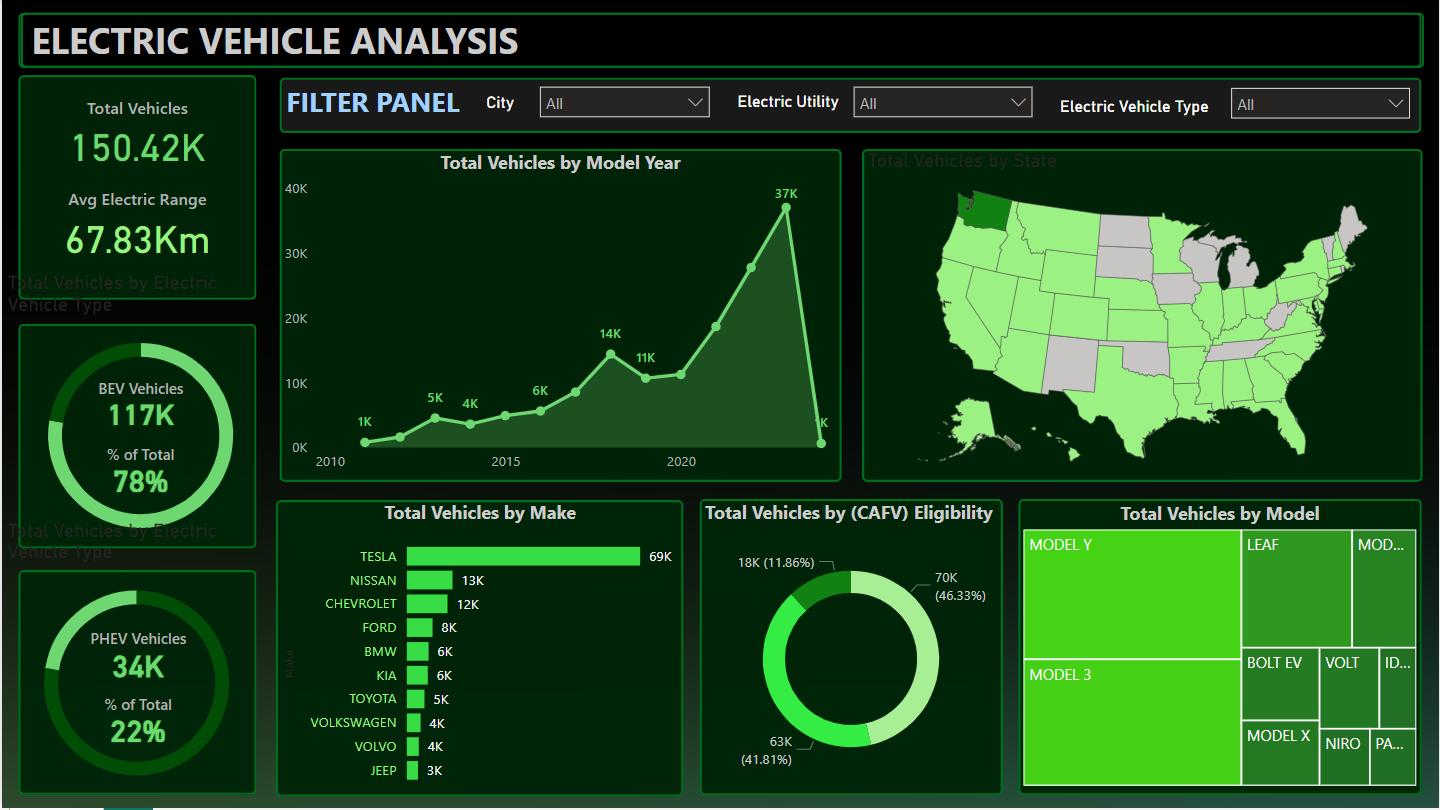 ELECTRIC VEHICLE ANALYSIS
Total Vehicles
150.42K
Avg Electric Range
67.83Km
FILTER PANEL
City
All
Electric Utility
All
Electric Vehicle Type
All
Total Vehicles by Electric
Vehicle Type
BEV Vehicles
117K
% of Total
78%
Total Vehicles by Electric
Vehicle Type
PHEV Vehicles
34K
% of Total
22%
Total Vehicles by Model Year
40K
30K
20K
10K
0K
1K
5K
4K
6K
14K
11K
37K
K
2010
2015
2020
Total Vehicles by State
Total Vehicles by Make
Make
TESLA 69K
NISSAN 13K
CHEVROLET 12K
FORD 8K
BMW 6K
KIA 6K
TOYOTA 5K
VOLKSWAGEN 4K
VOLVO 4K
JEEP 3K
Total Vehicles by (CAFV) Eligibility
18K (11.86%)
70K
(46.33%)
63K
(41.81%)
Total Vehicles by Model
MODEL Y
MODEL 3
LEAF
MOD...
BOLT EV
VOLT
ID...
MODEL X
NIRO
PA...